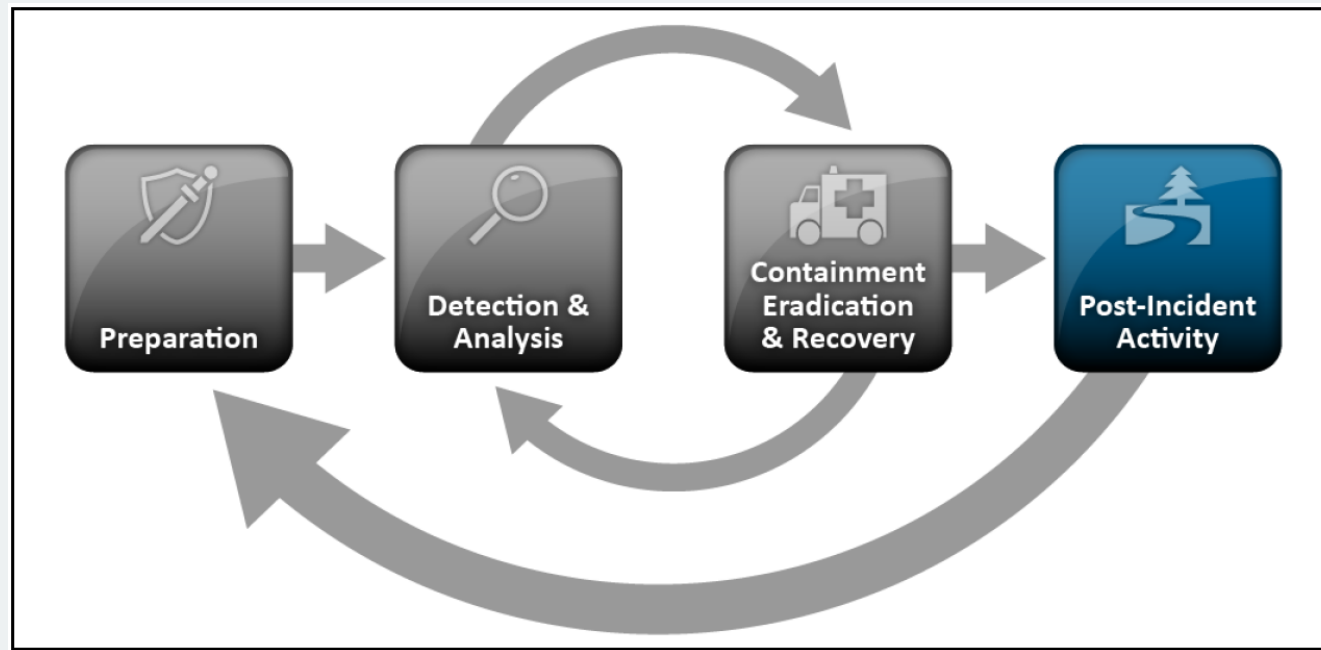 Preparation
Detection &
Analysis
Containment
Eradication
& Recovery
Post-Incident
Activity